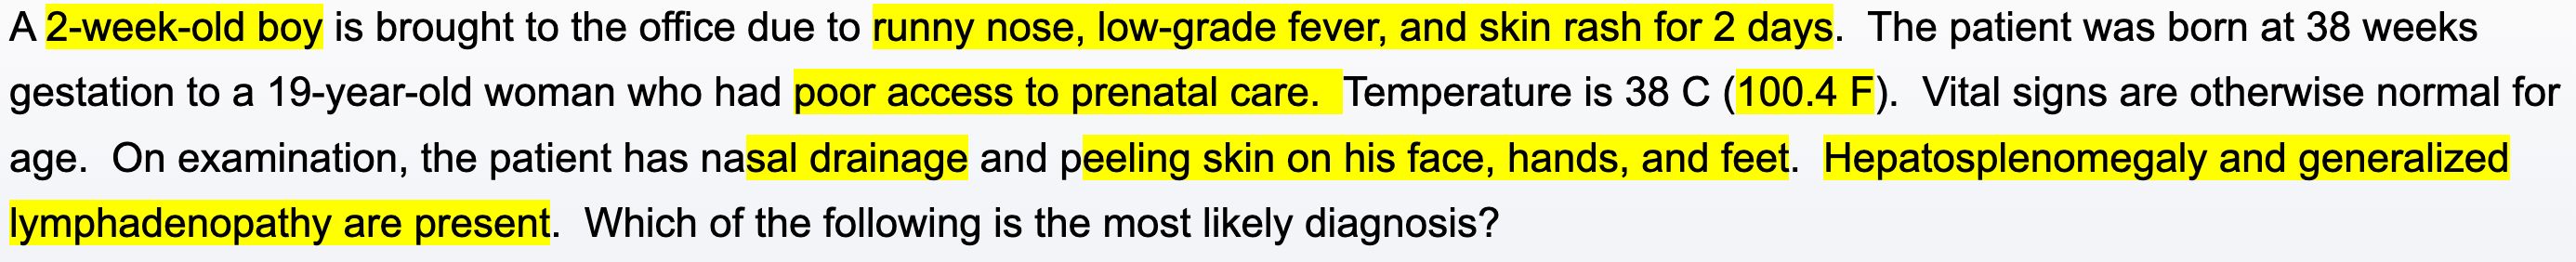 A 2-week-old boy is brought to the office due to runny nose, low-grade fever, and skin rash for 2 days.  The patient was born at 38 weeks
gestation to a 19-year-old woman who had poor access to prenatal care.  Temperature is 38 C (100.4 F).  Vital signs are otherwise normal for
age.  On examination, the patient has nasal drainage and peeling skin on his face, hands, and feet.  Hepatosplenomegaly and generalized
lymphadenopathy are present.  Which of the following is the most likely diagnosis?